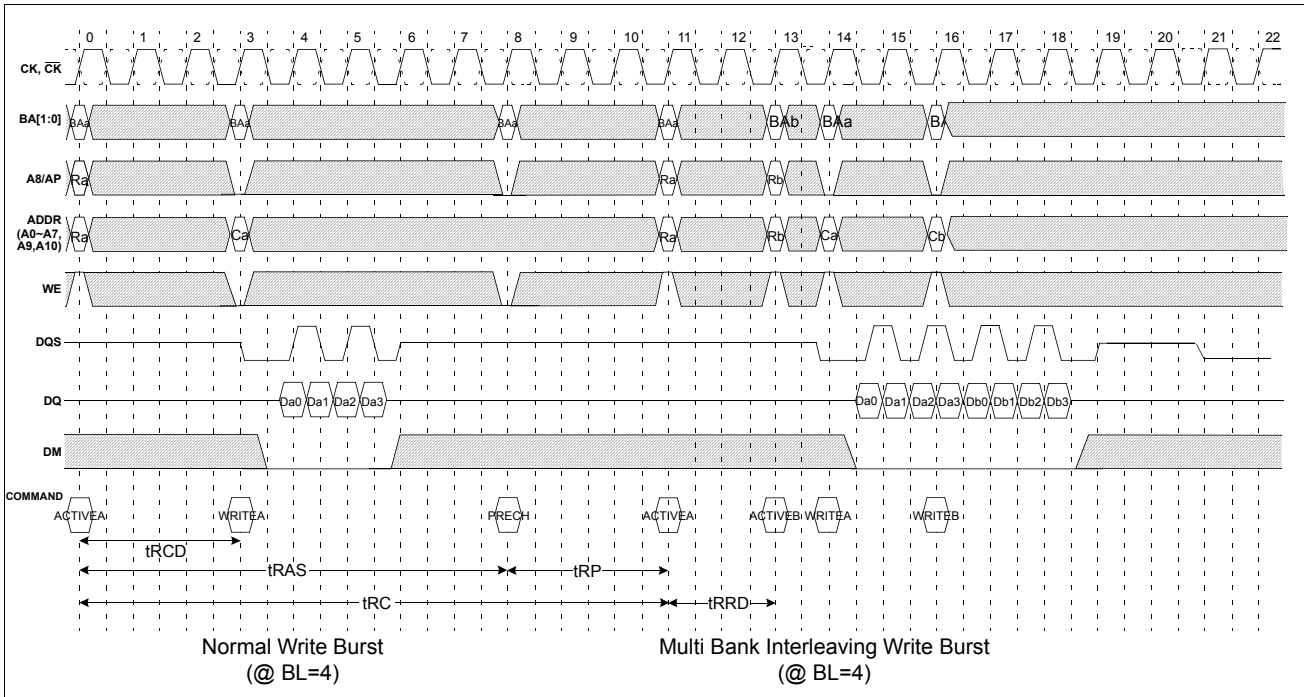 0 1 2 3 4 5 6 7 8 9 10 11 12 13 14 15 16 17 18 19 20 21 22
CK, CK
BA[1:0] BAa BAa BAa BAa BAb BAa BA
A8/AP Ra Ra Rb
ADDR
(A0~A7,
A9,A10)
Ra Ca Ra Rb Ca Cb
WE
DQS
DQ Da0 Da1 Da2 Da3 Da0 Da1 Da2 Da3 Db0 Db1 Db2 Db3
DM
COMMAND
ACTIVEA WRITEA PRECH ACTIVEA ACTIVEB WRITEA WRITEB
tRCD
tRAS tRP
tRC tRRD
Normal Write Burst
(@ BL=4)
Multi Bank Interleaving Write Burst
(@ BL=4)